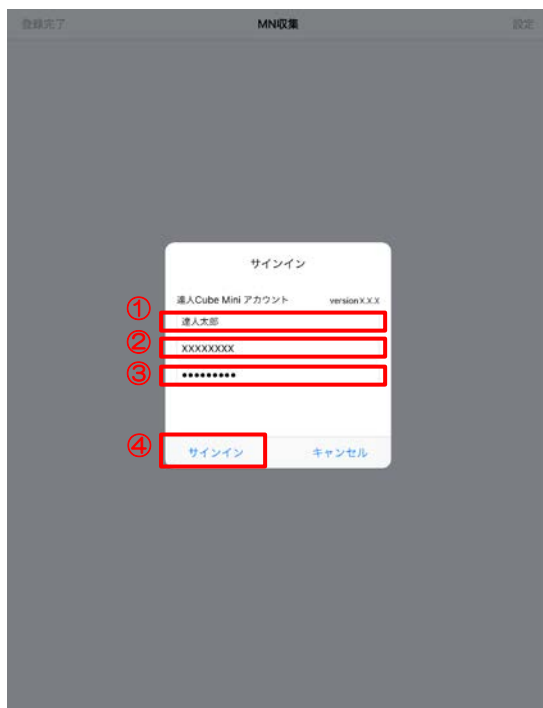 登録完了 MN収集 設定
サインイン
達人Cube Mini アカウント version X.X.X
① 達人太郎
② XXXXXXXX
③ ●●●●●●●●●
④ サインイン キャンセル